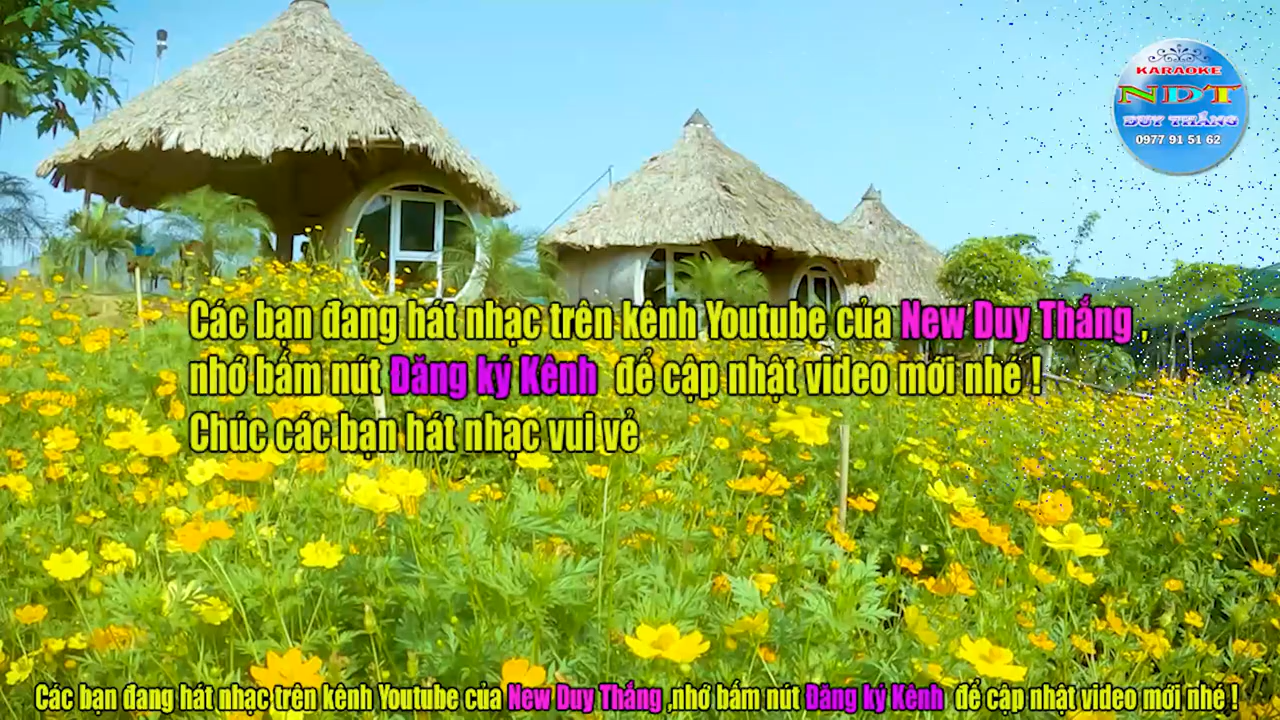 KARAOKE
NDT
DUY THẮNG
0977 91 51 62
Các bạn đang hát nhạc trên kênh Youtube của New Duy Thắng ,
nhớ bấm nút Đăng ký Kênh để cập nhật video mới nhé !
Chúc các bạn hát nhạc vui vẻ
Các bạn đang hát nhạc trên kênh Youtube của New Duy Thắng ,nhớ bấm nút Đăng ký Kênh để cập nhật video mới nhé !